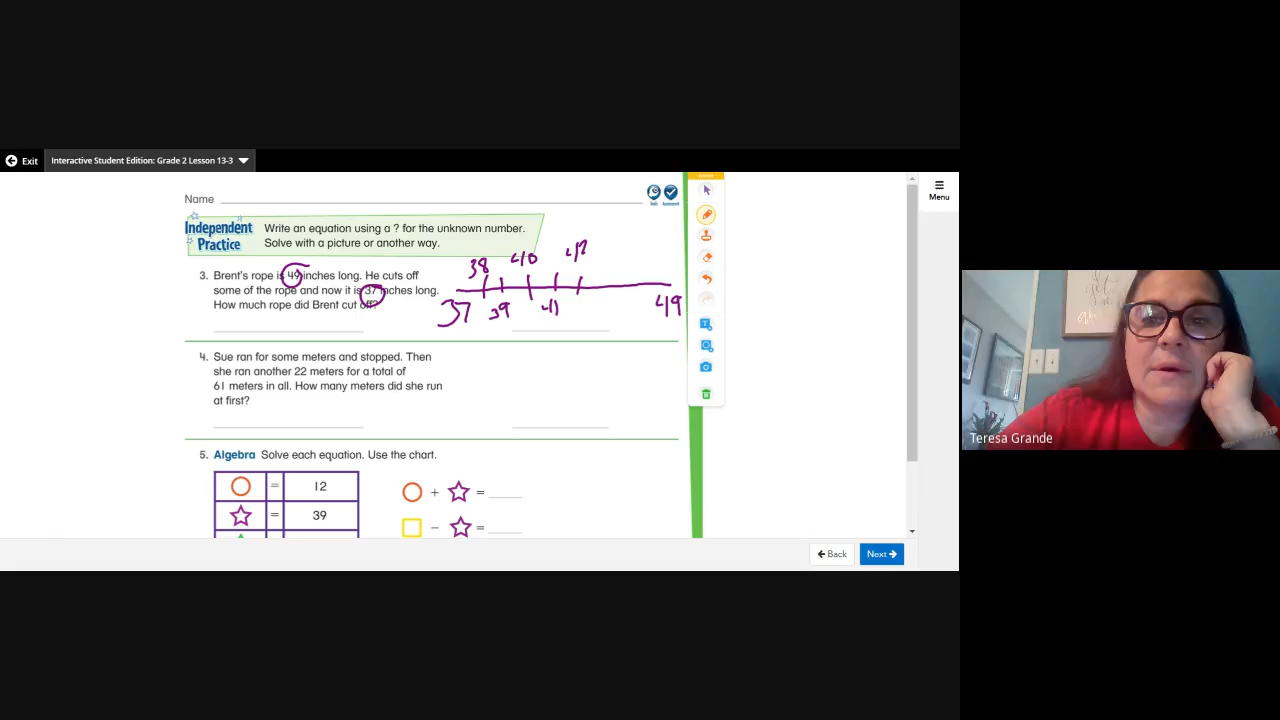 Exit
Interactive Student Edition: Grade 2 Lesson 13-3
Menu
Name
Independent
Practice
Write an equation using a ? for the unknown number.
Solve with a picture or another way.
3. Brent's rope is 49 inches long. He cuts off
some of the rope and now it is 37 inches long.
How much rope did Brent cut off?
38 40
37 39 41 49
4. Sue ran for some meters and stopped. Then
she ran another 22 meters for a total of
61 meters in all. How many meters did she run
at first?
5. Algebra Solve each equation. Use the chart.
= 12
= 39
+ =
- =
Back
Next
Teresa Grande